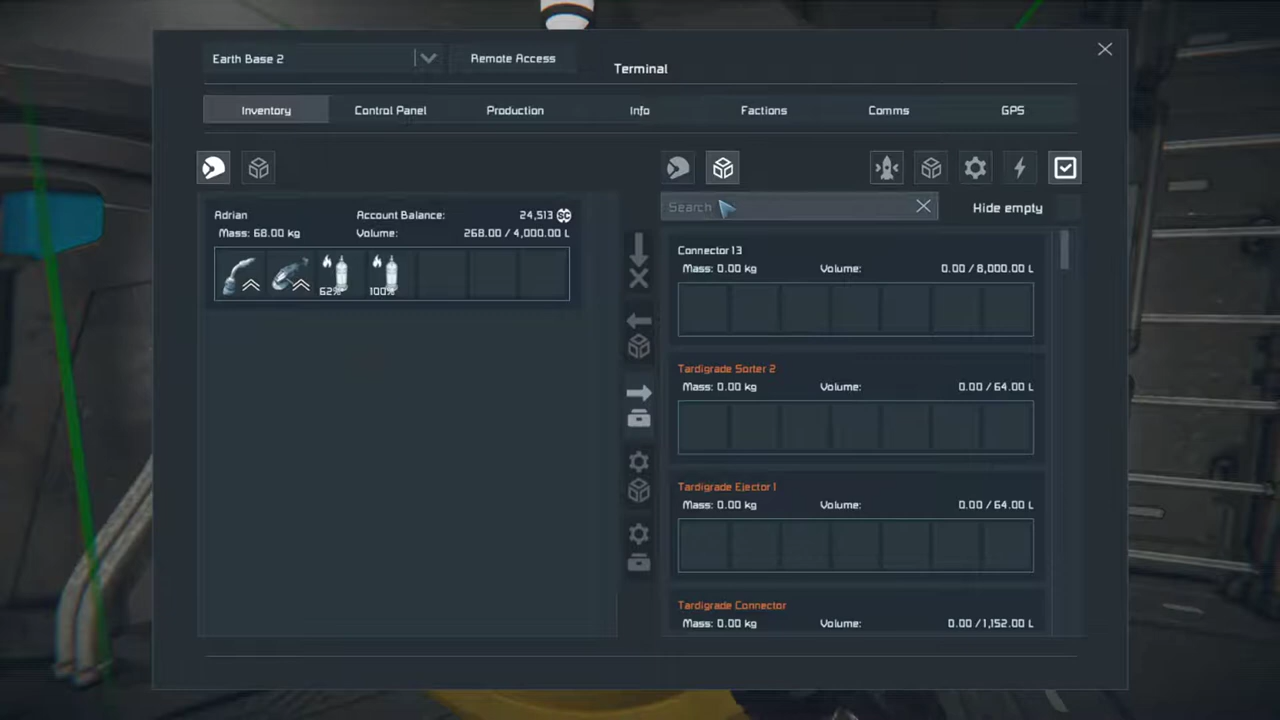 Earth Base 2
Remote Access
Terminal
Inventory
Control Panel
Production
Info
Factions
Comms
GPS
Adrian
Account Balance:
24,513 SC
Mass: 68.00 kg
Volume:
268.00 / 4,000.00 L
62%
100%
Search
Hide empty
Connector 13
Mass: 0.00 kg
Volume:
0.00 / 8,000.00 L
Tardigrade Sorter 2
Mass: 0.00 kg
Volume:
0.00 / 64.00 L
Tardigrade Ejector 1
Mass: 0.00 kg
Volume:
0.00 / 64.00 L
Tardigrade Connector
Mass: 0.00 kg
Volume:
0.00 / 1,152.00 L